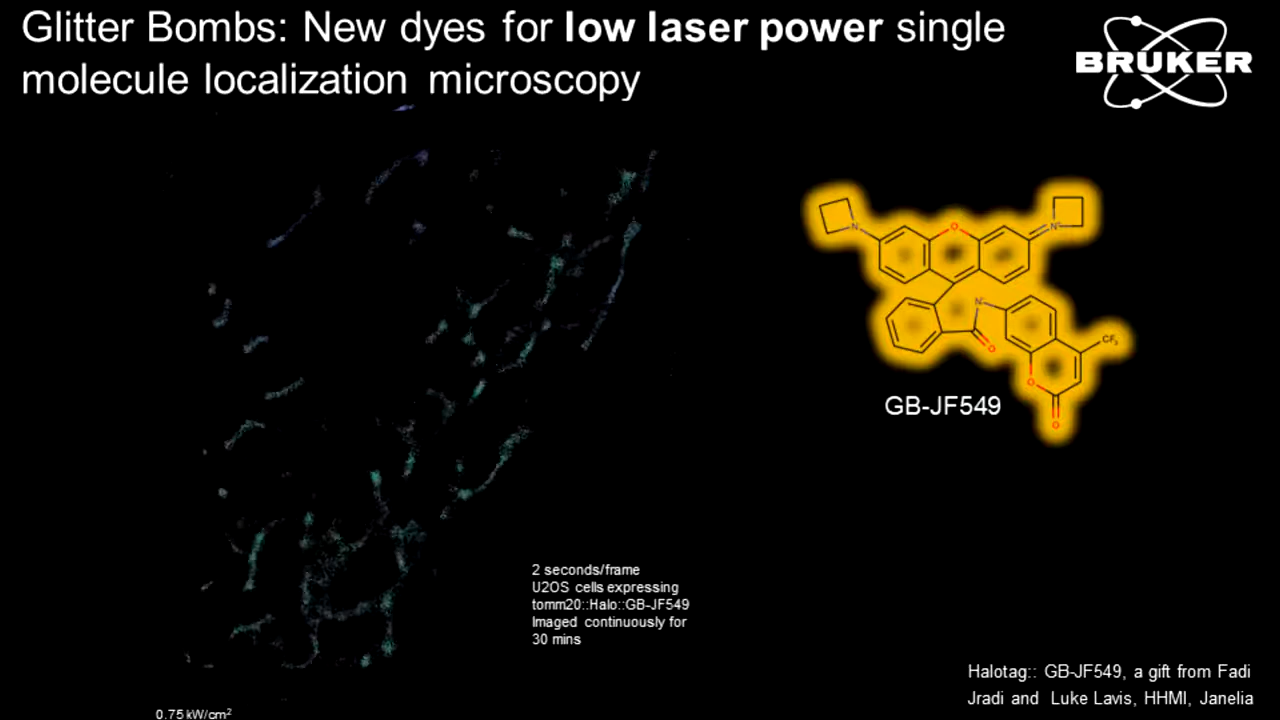 Glitter Bombs: New dyes for low laser power single
molecule localization microscopy
BRUKER
N
O
N⁺
N⁻
O
CF₃
O
O
GB-JF549
2 seconds/frame
U2OS cells expressing
tomm20::Halo::GB-JF549
Imaged continuously for
30 mins
Halotag:: GB-JF549, a gift from Fadi
Jradi and Luke Lavis, HHMI, Janelia
0.75 kW/cm²